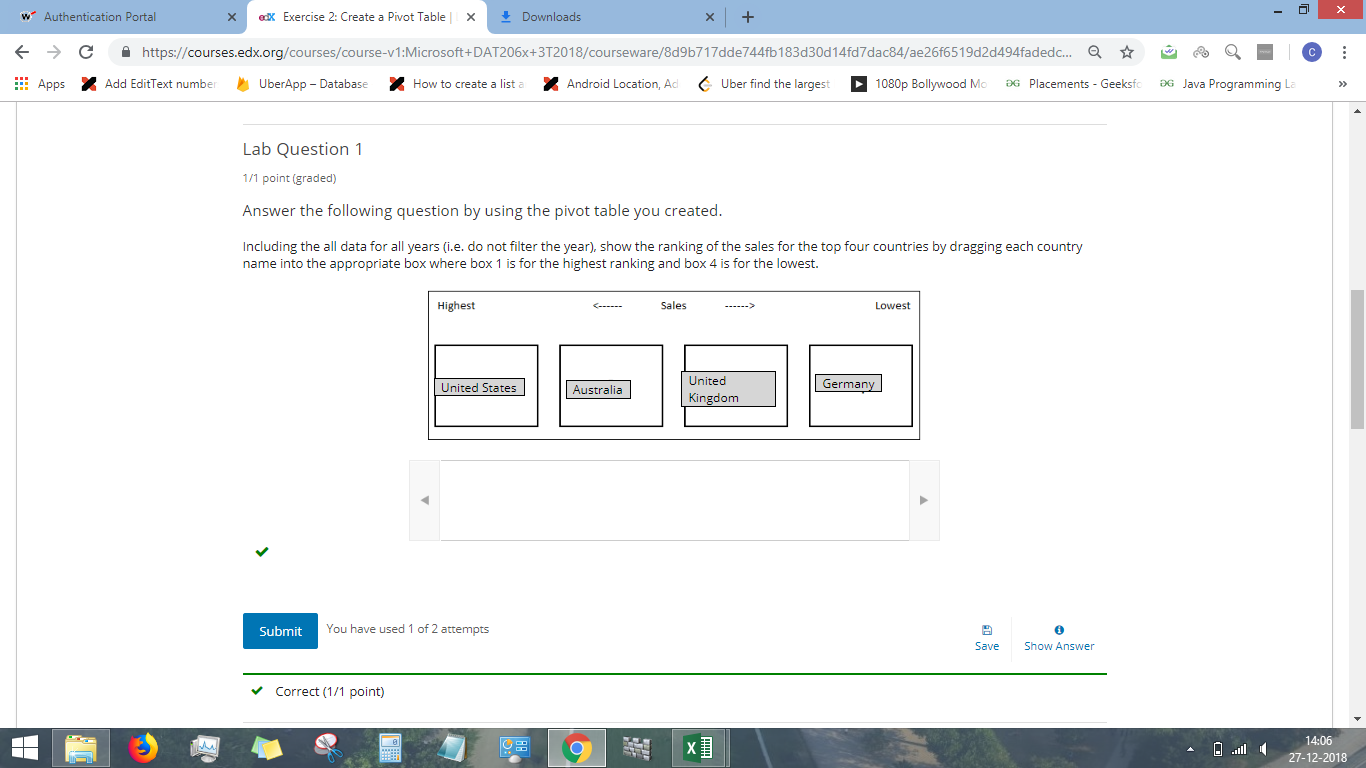 Authentication Portal
edX Exercise 2: Create a Pivot Table |
Downloads
https://courses.edx.org/courses/course-v1:Microsoft+DAT206x+3T2018/courseware/8d9b717dde744fb183d30d14fd7dac84/ae26f6519d2d494fadedc...
C
Apps
Add EditText number
UberApp – Database
How to create a list a
Android Location, Ad
Uber find the largest
1080p Bollywood Mo
Placements - Geeksfo
Java Programming La
»
Lab Question 1
1/1 point (graded)
Answer the following question by using the pivot table you created.
Including the all data for all years (i.e. do not filter the year), show the ranking of the sales for the top four countries by dragging each country
name into the appropriate box where box 1 is for the highest ranking and box 4 is for the lowest.
Highest <------ Sales ------> Lowest
United States
Australia
United
Kingdom
Germany
Submit
You have used 1 of 2 attempts
Save
Show Answer
Correct (1/1 point)
14:06
27-12-2018